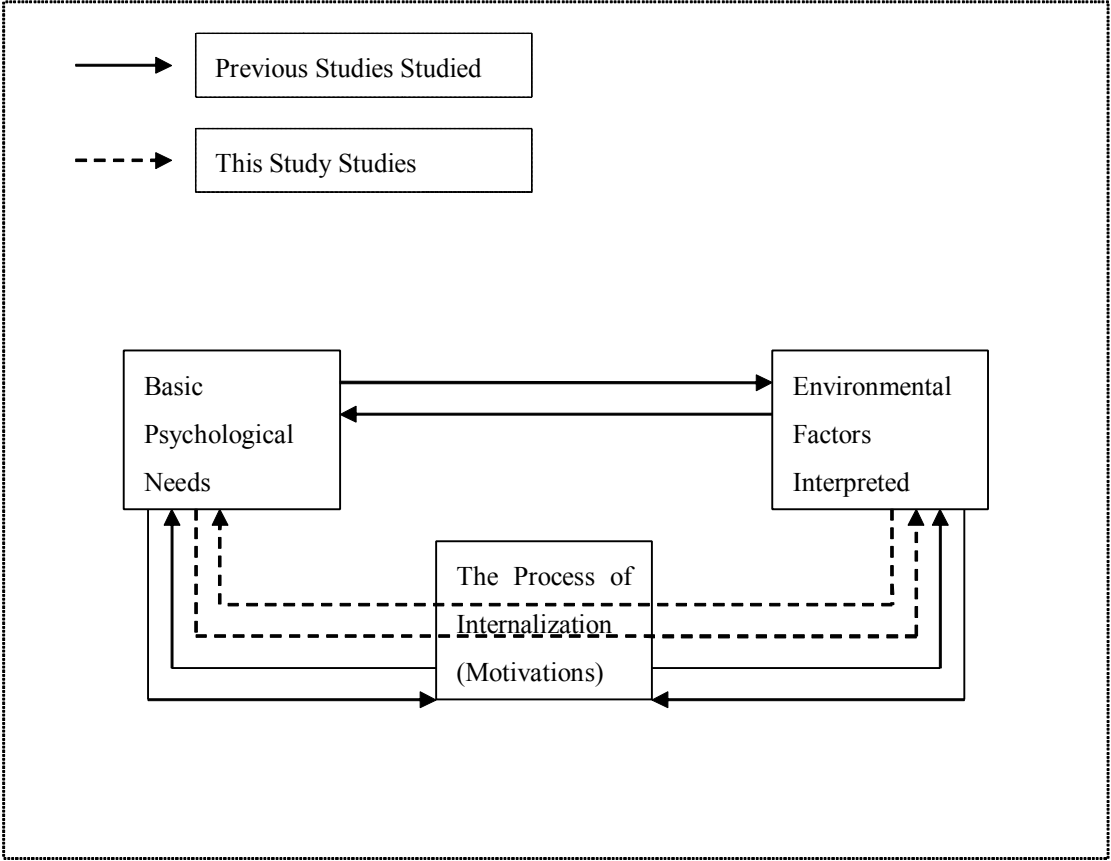 Previous Studies Studied
This Study Studies
Basic
Psychological
Needs
Environmental
Factors
Interpreted
The Process of
Internalization
(Motivations)